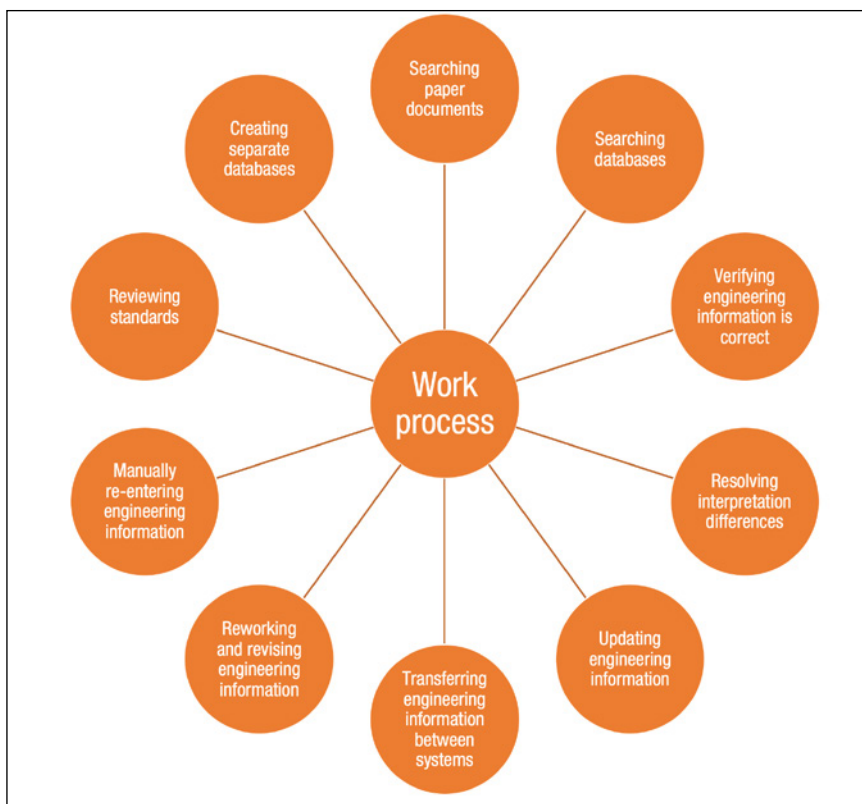 Searching
paper
documents
Searching
databases
Verifying
engineering
information is
correct
Resolving
interpretation
differences
Updating
engineering
information
Transferring
engineering
information
between
systems
Reworking
and revising
engineering
information
Manually
re-entering
engineering
information
Reviewing
standards
Creating
separate
databases
Work
process